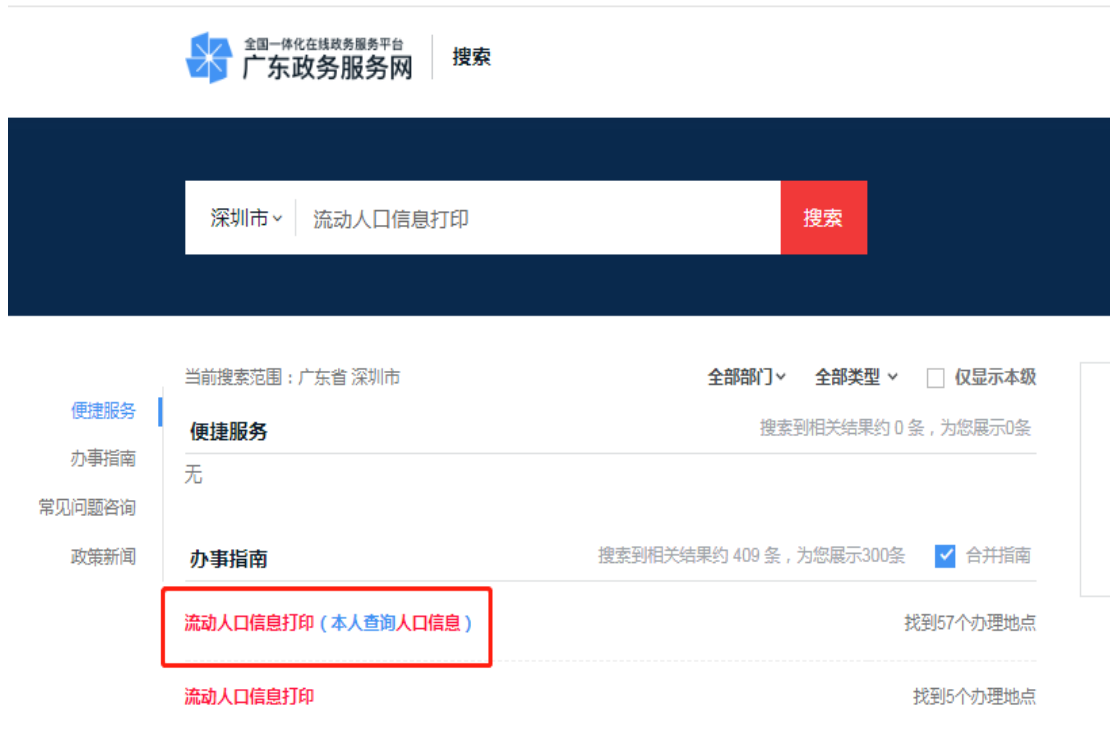 全国一体化在线政务服务平台
广东政务服务网 搜索
深圳市 流动人口信息打印 搜索
当前搜索范围：广东省 深圳市 全部部门 全部类型 仅显示本级
便捷服务
办事指南
常见问题咨询
政策新闻
便捷服务 搜索到相关结果约 0 条，为您展示0条
无
办事指南 搜索到相关结果约 409 条，为您展示300条 合并指南
流动人口信息打印（本人查询人口信息） 找到57个办理地点
流动人口信息打印 找到5个办理地点